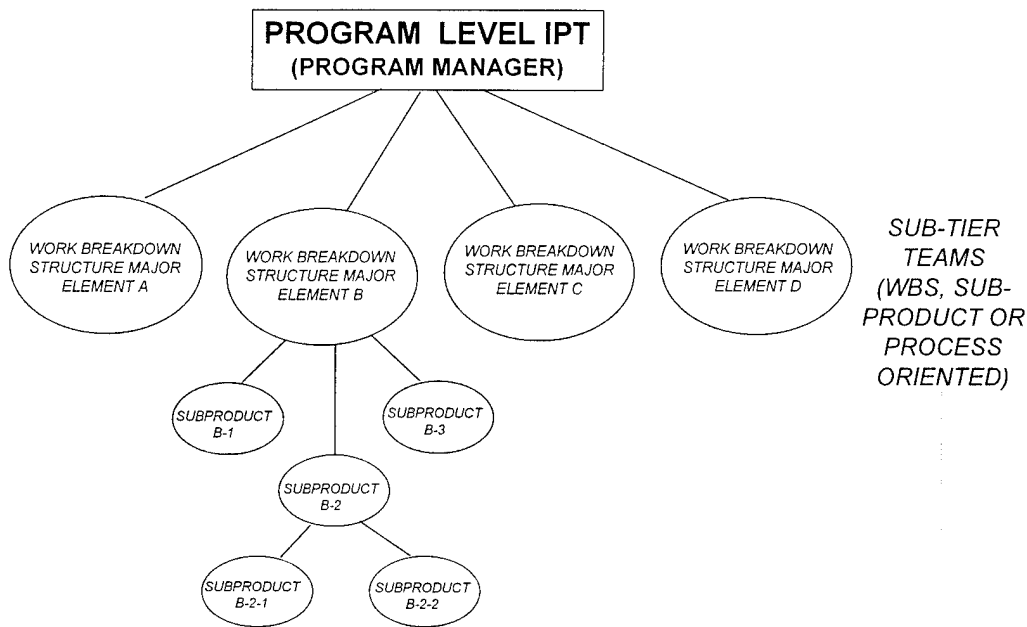 PROGRAM LEVEL IPT
(PROGRAM MANAGER)
WORK BREAKDOWN
STRUCTURE MAJOR
ELEMENT A
WORK BREAKDOWN
STRUCTURE MAJOR
ELEMENT B
WORK BREAKDOWN
STRUCTURE MAJOR
ELEMENT C
WORK BREAKDOWN
STRUCTURE MAJOR
ELEMENT D
SUB-TIER
TEAMS
(WBS, SUB-
PRODUCT OR
PROCESS
ORIENTED)
SUBPRODUCT
B-1
SUBPRODUCT
B-3
SUBPRODUCT
B-2
SUBPRODUCT
B-2-1
SUBPRODUCT
B-2-2